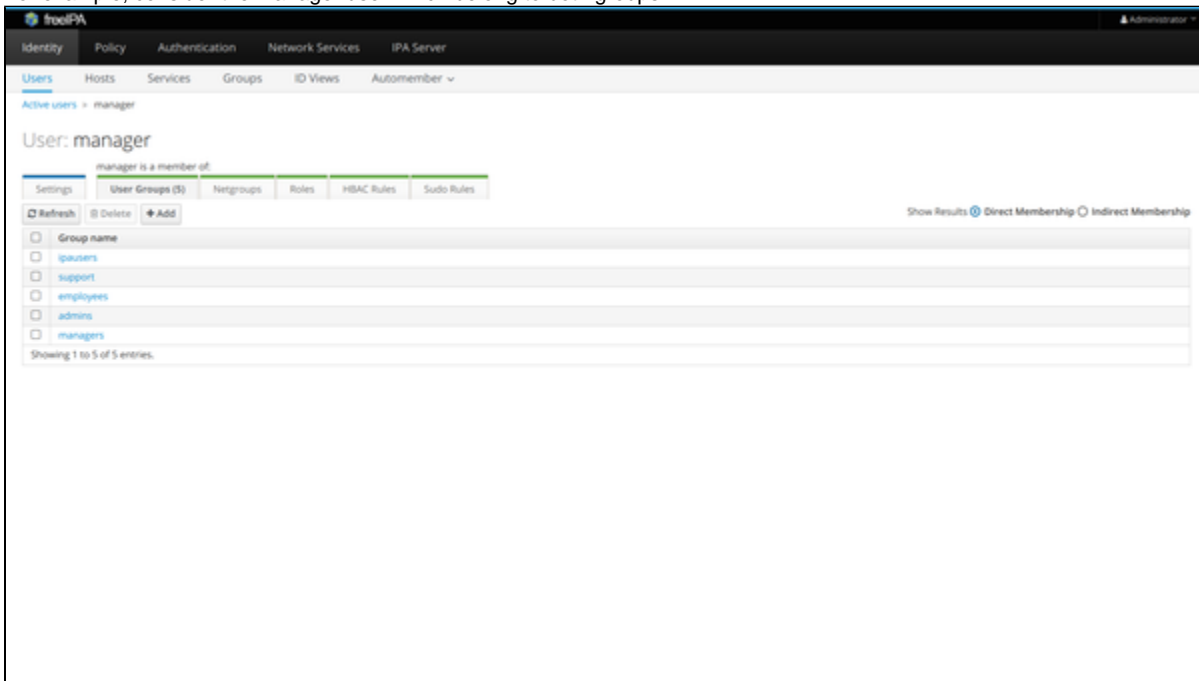 freeIPA
Administrator
Identity Policy Authentication Network Services IPA Server
Users Hosts Services Groups ID Views Automember
Active users > manager
User: manager
manager is a member of:
Settings User Groups (5) Netgroups Roles HBAC Rules Sudo Rules
Refresh Delete + Add Show Results Direct Membership Indirect Membership
Group name
ipausers
support
employees
admins
managers
Showing 1 to 5 of 5 entries.